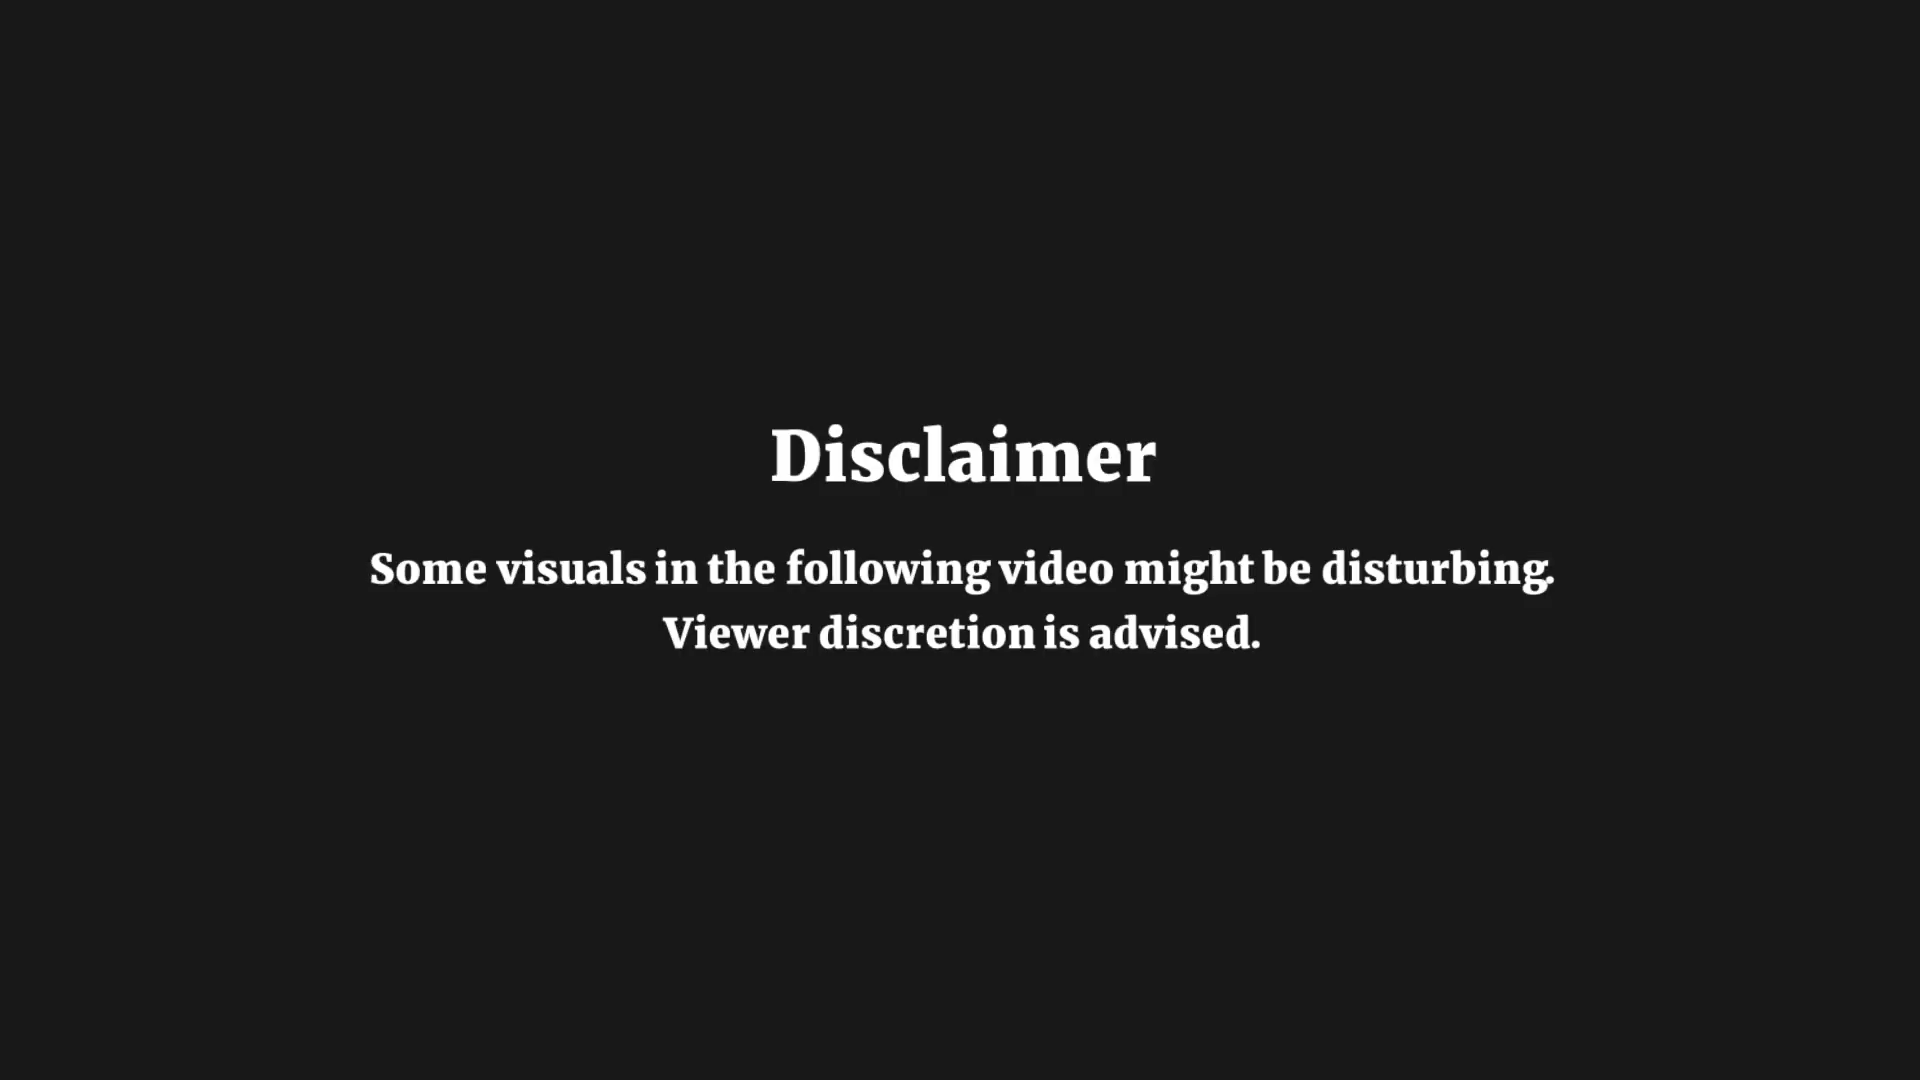 Disclaimer
Some visuals in the following video might be disturbing.
Viewer discretion is advised.